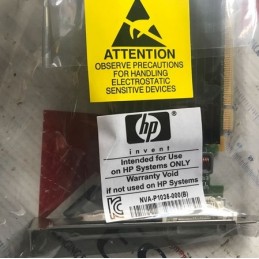 ATTENTION
OBSERVE PRECAUTIONS
FOR HANDLING
ELECTROSTATIC
SENSITIVE DEVICES
hp
invent
Intended for Use
on HP Systems ONLY
Warranty Void
if not used on HP Systems
NVA-P1036-000(B)